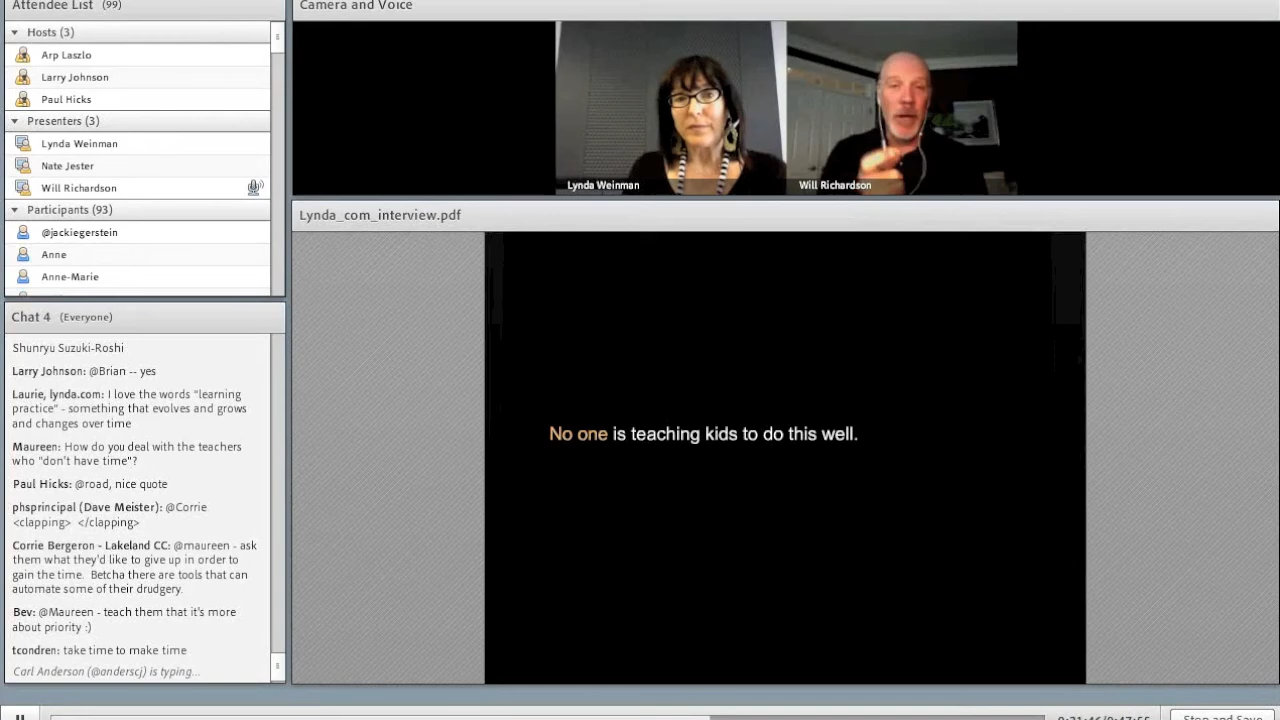 Attendee List (99)
Hosts (3)
Arp Laszlo
Larry Johnson
Paul Hicks
Presenters (3)
Lynda Weinman
Nate Jester
Will Richardson
Participants (93)
@jackiegerstein
Anne
Anne-Marie
Chat 4 (Everyone)
Shunryu Suzuki-Roshi
Larry Johnson: @Brian -- yes
Laurie, lynda.com: I love the words "learning
practice" - something that evolves and grows
and changes over time
Maureen: How do you deal with the teachers
who "don't have time"?
Paul Hicks: @road, nice quote
phsprincipal (Dave Meister): @Corrie
<clapping> </clapping>
Corrie Bergeron - Lakeland CC: @maureen - ask
them what they'd like to give up in order to
gain the time. Betcha there are tools that can
automate some of their drudgery.
Bev: @Maureen - teach them that it's more
about priority :)
tcondren: take time to make time
Carl Anderson (@anderscj) is typing...
Camera and Voice
Lynda Weinman
Will Richardson
Lynda_com_interview.pdf
No one is teaching kids to do this well.
Stop and Save